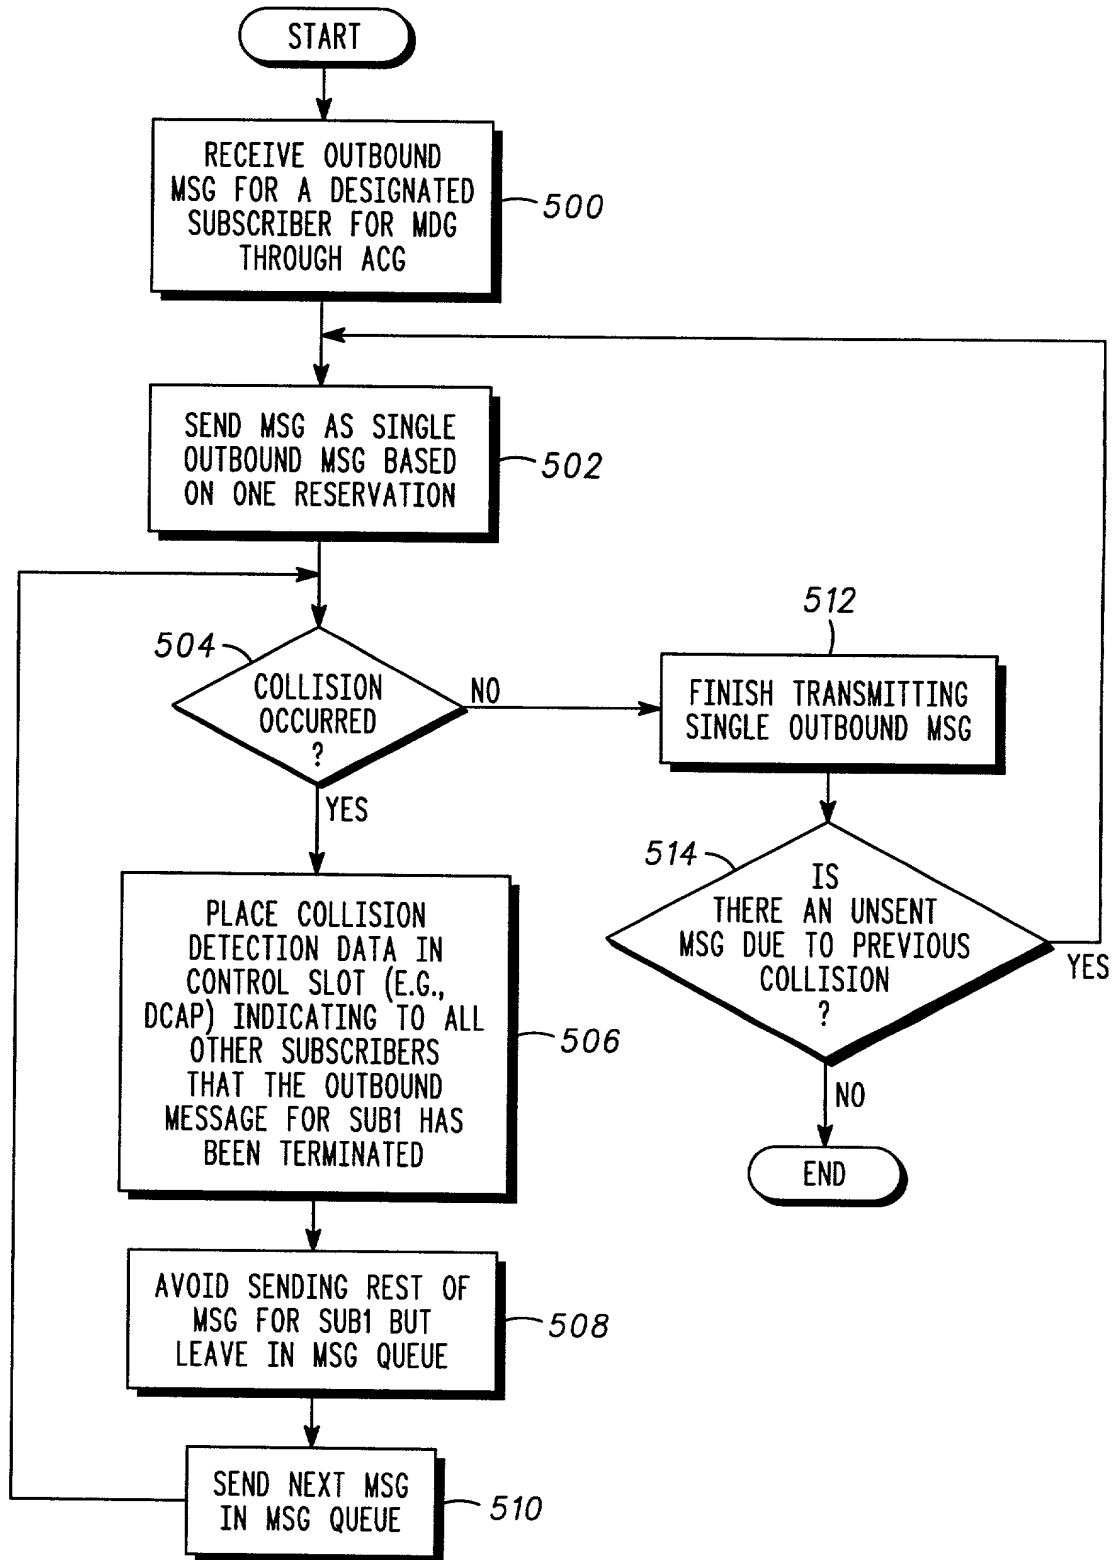 START
RECEIVE OUTBOUND
MSG FOR A DESIGNATED
SUBSCRIBER FOR MDG
THROUGH ACG
500
SEND MSG AS SINGLE
OUTBOUND MSG BASED
ON ONE RESERVATION
502
504
COLLISION
OCCURRED
?
NO
YES
512
FINISH TRANSMITTING
SINGLE OUTBOUND MSG
514
IS
THERE AN UNSENT
MSG DUE TO PREVIOUS
COLLISION
?
YES
NO
END
PLACE COLLISION
DETECTION DATA IN
CONTROL SLOT (E.G.,
DCAP) INDICATING TO ALL
OTHER SUBSCRIBERS
THAT THE OUTBOUND
MESSAGE FOR SUB1 HAS
BEEN TERMINATED
506
AVOID SENDING REST OF
MSG FOR SUB1 BUT
LEAVE IN MSG QUEUE
508
SEND NEXT MSG
IN MSG QUEUE
510